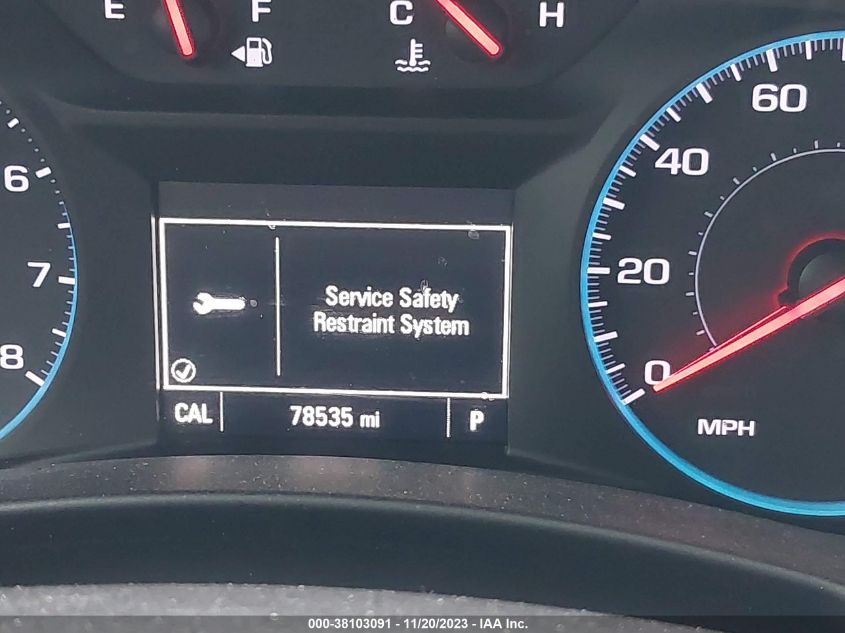 E F C H
60
6
40
7
20
Service Safety
Restraint System
8
0
CAL 78535 mi P
MPH
000-38103091 - 11/20/2023 - IAA Inc.